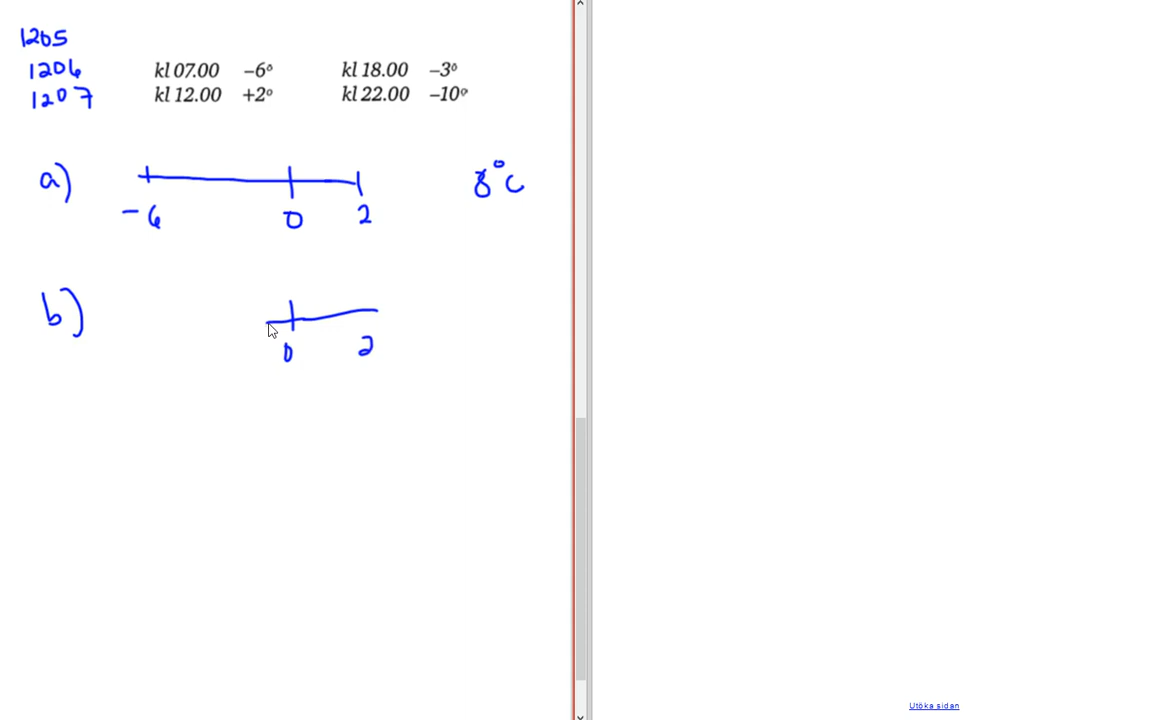 1205
1206 kl 07.00 –6° kl 18.00 –3°
1207 kl 12.00 +2° kl 22.00 –10°
a) -6 0 2 8°C
b) 0 2
Utöka sidan